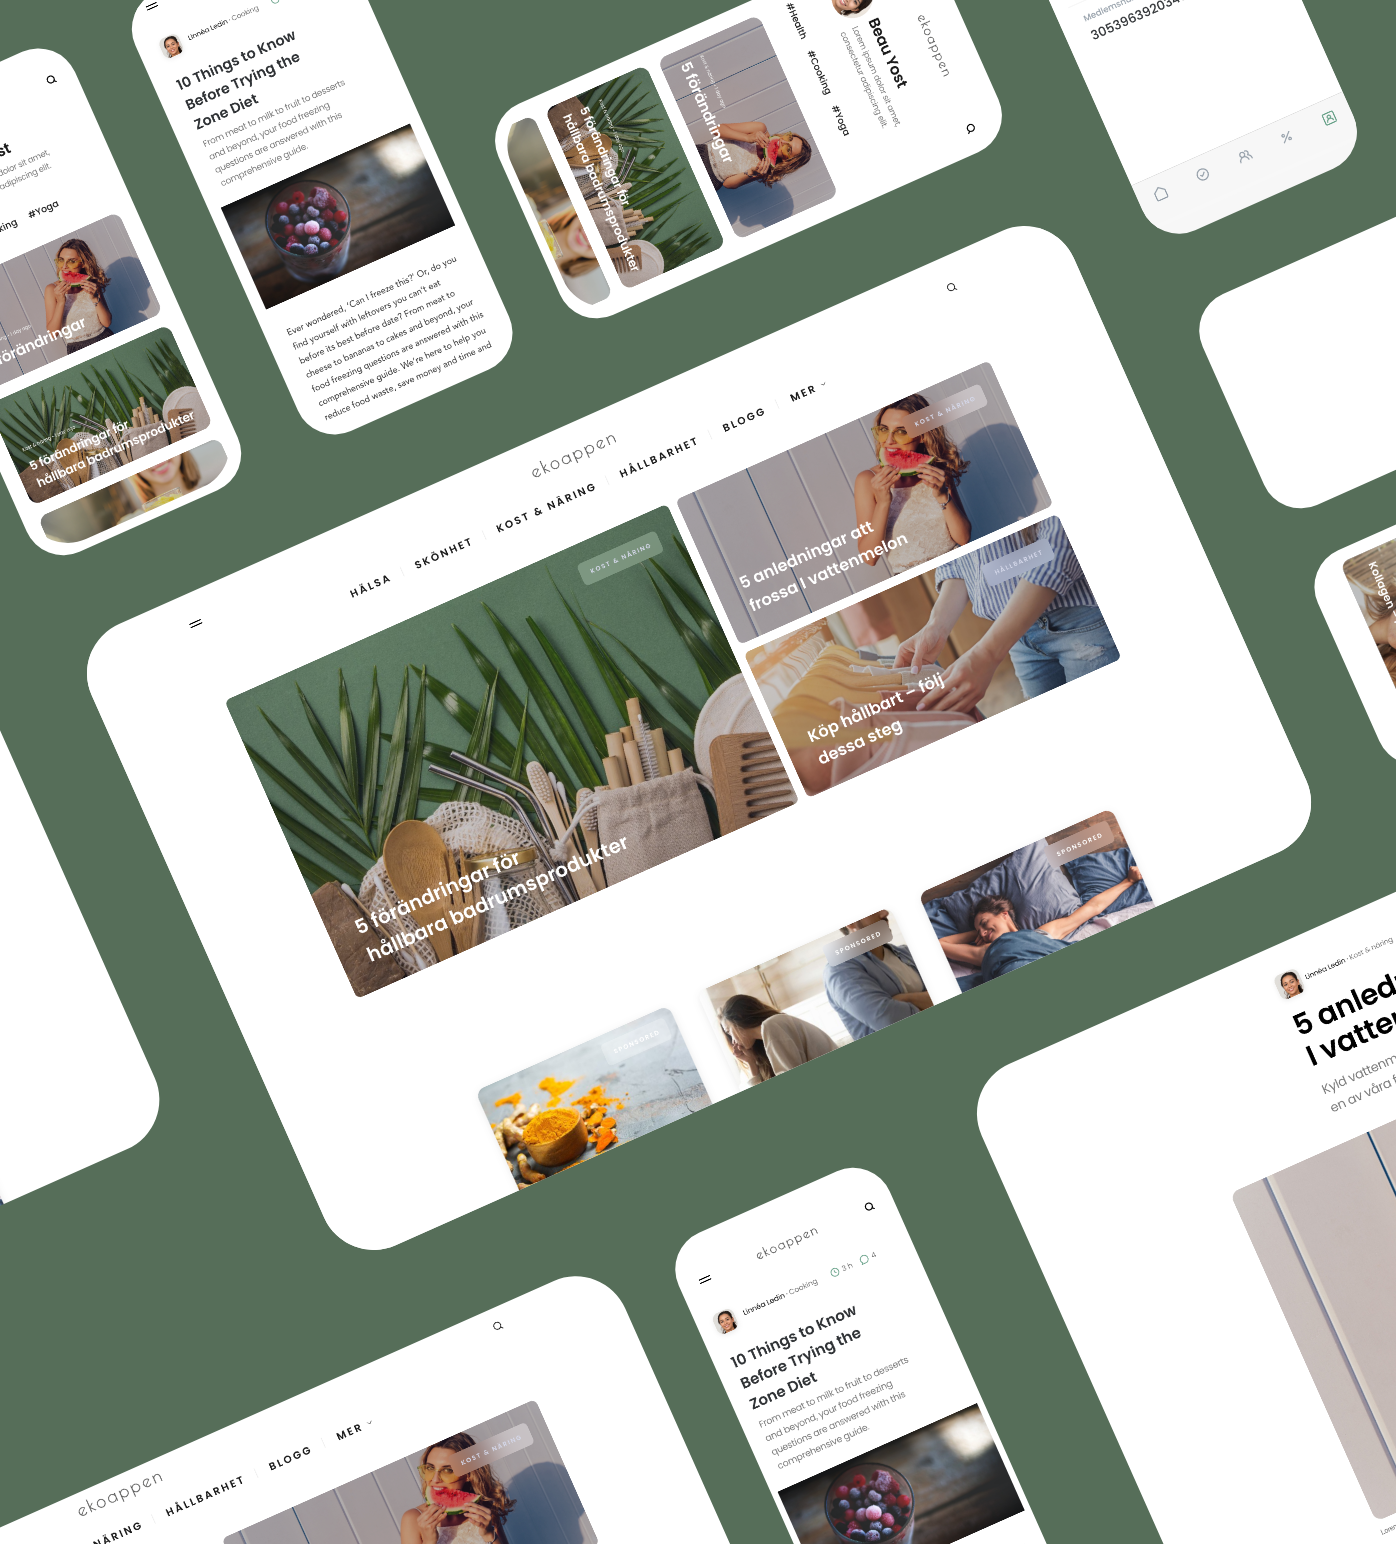 st
dolor sit amet,
adipiscing elit.
king #Yoga
förändringar
5 förändringar för
hållbara badrumsprodukter
Linnéa Ledin · Cooking
10 Things to Know
Before Trying the
Zone Diet
From meat to milk to fruit to desserts
and beyond, your food freezing
questions are answered with this
comprehensive guide.
Ever wondered, ‘Can I freeze this?’ Or, do you
find yourself with leftovers you can’t eat
before its best before date? From meat to
cheese to bananas to cakes and beyond, your
food freezing questions are answered with this
comprehensive guide. We’re here to help you
reduce food waste, save money and time and
ekoappen
Beau Yost
Lorem ipsum dolor sit amet,
consectetur adipiscing elit.
#Health #Cooking #Yoga
5 förändringar
5 förändringar för
hållbara badrumsprodukter
ekoappen
HÄLSA
SKÖNHET
KOST & NÄRING
HÅLLBARHET
BLOGG
MER
KOST & NÄRING
5 förändringar för
hållbara badrumsprodukter
KOST & NÄRING
5 anledningar att
frossa I vattenmelon
HÅLLBARHET
Köp hållbart – följ
dessa steg
SPONSORED
SPONSORED
SPONSORED
Kollagen
Linnéa Ledin · Kost & näring
5 anledn
I vatten
Kyld vattenm
en av våra f
ekoappen
3 h 4
Linnéa Ledin · Cooking
10 Things to Know
Before Trying the
Zone Diet
From meat to milk to fruit to desserts
and beyond, your food freezing
questions are answered with this
comprehensive guide.
ekoappen
NÄRING
HÅLLBARHET
BLOGG
MER
KOST & NÄRING